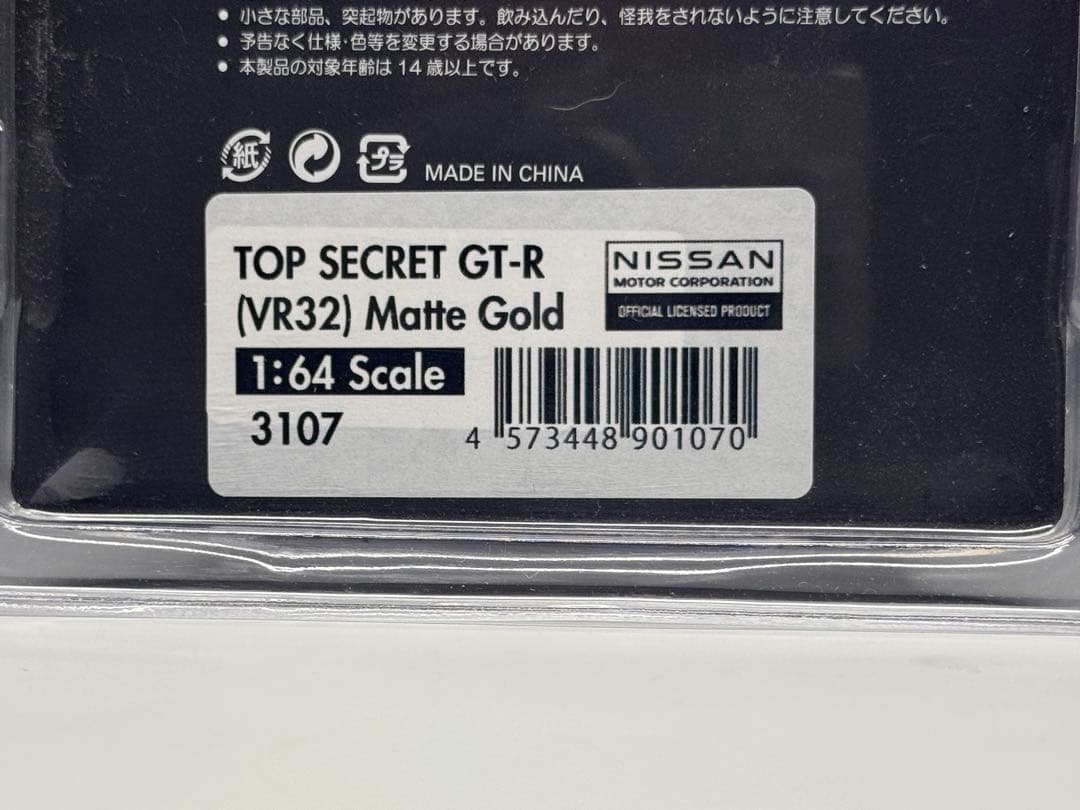 ● 小さな部品、突起物があります。飲み込んだり、怪我をされないように注意してください。
● 予告なく仕様・色等を変更する場合があります。
● 本製品の対象年齢は 14 歳以上です。
紙 プラ MADE IN CHINA
TOP SECRET GT-R
(VR32) Matte Gold
NISSAN
MOTOR CORPORATION
OFFICIAL LICENSED PRODUCT
1:64 Scale
3107
4 573448 901070